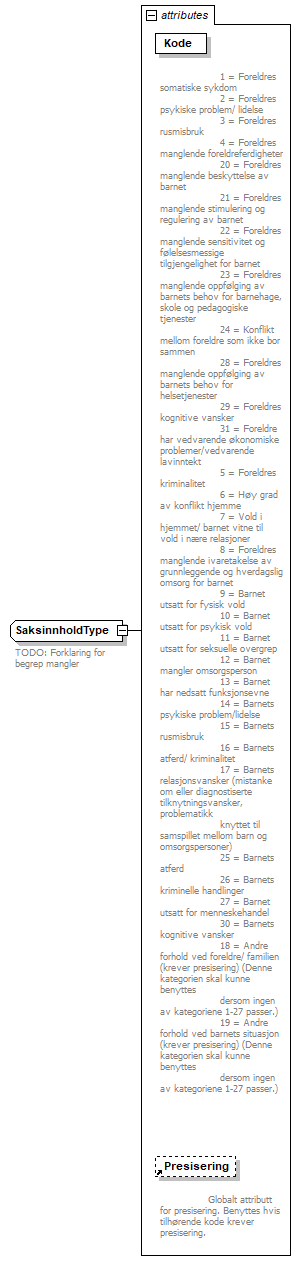 attributes
Kode
1 = Foreldres
somatiske sykdom
2 = Foreldres
psykiske problem/ lidelse
3 = Foreldres
rusmisbruk
4 = Foreldres
manglende foreldreferdigheter
20 = Foreldres
manglende beskyttelse av
barnet
21 = Foreldres
manglende stimulering og
regulering av barnet
22 = Foreldres
manglende sensitivitet og
følelsesmessige
tilgjengelighet for barnet
23 = Foreldres
manglende oppfølging av
barnets behov for barnehage,
skole og pedagogiske
tjenester
24 = Konflikt
mellom foreldre som ikke bor
sammen
28 = Foreldres
manglende oppfølging av
barnets behov for
helsetjenester
29 = Foreldres
kognitive vansker
31 = Foreldre
har vedvarende økonomiske
problemer/vedvarende
lavinntekt
5 = Foreldres
kriminalitet
6 = Høy grad
av konflikt hjemme
7 = Vold i
hjemmet/ barnet vitne til
vold i nære relasjoner
8 = Foreldres
manglende ivaretakelse av
grunnleggende og hverdagslig
omsorg for barnet
9 = Barnet
utsatt for fysisk vold
10 = Barnet
utsatt for psykisk vold
11 = Barnet
utsatt for seksuelle overgrep
12 = Barnet
mangler omsorgsperson
13 = Barnet
har nedsatt funksjonsevne
14 = Barnets
psykiske problem/lidelse
15 = Barnets
rusmisbruk
16 = Barnets
atferd/ kriminalitet
17 = Barnets
relasjonsvansker (mistanke
om eller diagnostiserte
tilknytningsvansker,
problematikk
knyttet til
samspillet mellom barn og
omsorgspersoner)
25 = Barnets
atferd
26 = Barnets
kriminelle handlinger
27 = Barnet
utsatt for menneskehandel
30 = Barnets
kognitive vansker
18 = Andre
forhold ved foreldre/ familien
(krever presisering) (Denne
kategorien skal kunne
benyttes
dersom ingen
av kategoriene 1-27 passer.)
19 = Andre
forhold ved barnets situasjon
(krever presisering) (Denne
kategorien skal kunne
benyttes
dersom ingen
av kategoriene 1-27 passer.)
SaksinnholdType
TODO: Forklaring for
begrep mangler
Presisering
Globalt attributt
for presisering. Benyttes hvis
tilhørende kode krever
presisering.